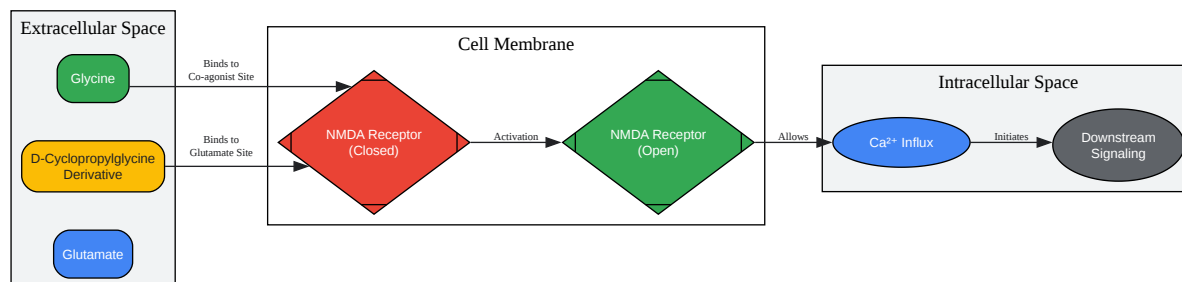 Extracellular Space
Glycine
D-Cyclopropylglycine
Derivative
Glutamate
Binds to
Co-agonist Site
Binds to
Glutamate Site
Cell Membrane
NMDA Receptor
(Closed)
Activation
NMDA Receptor
(Open)
Allows
Intracellular Space
Ca²⁺ Influx
Initiates
Downstream
Signaling